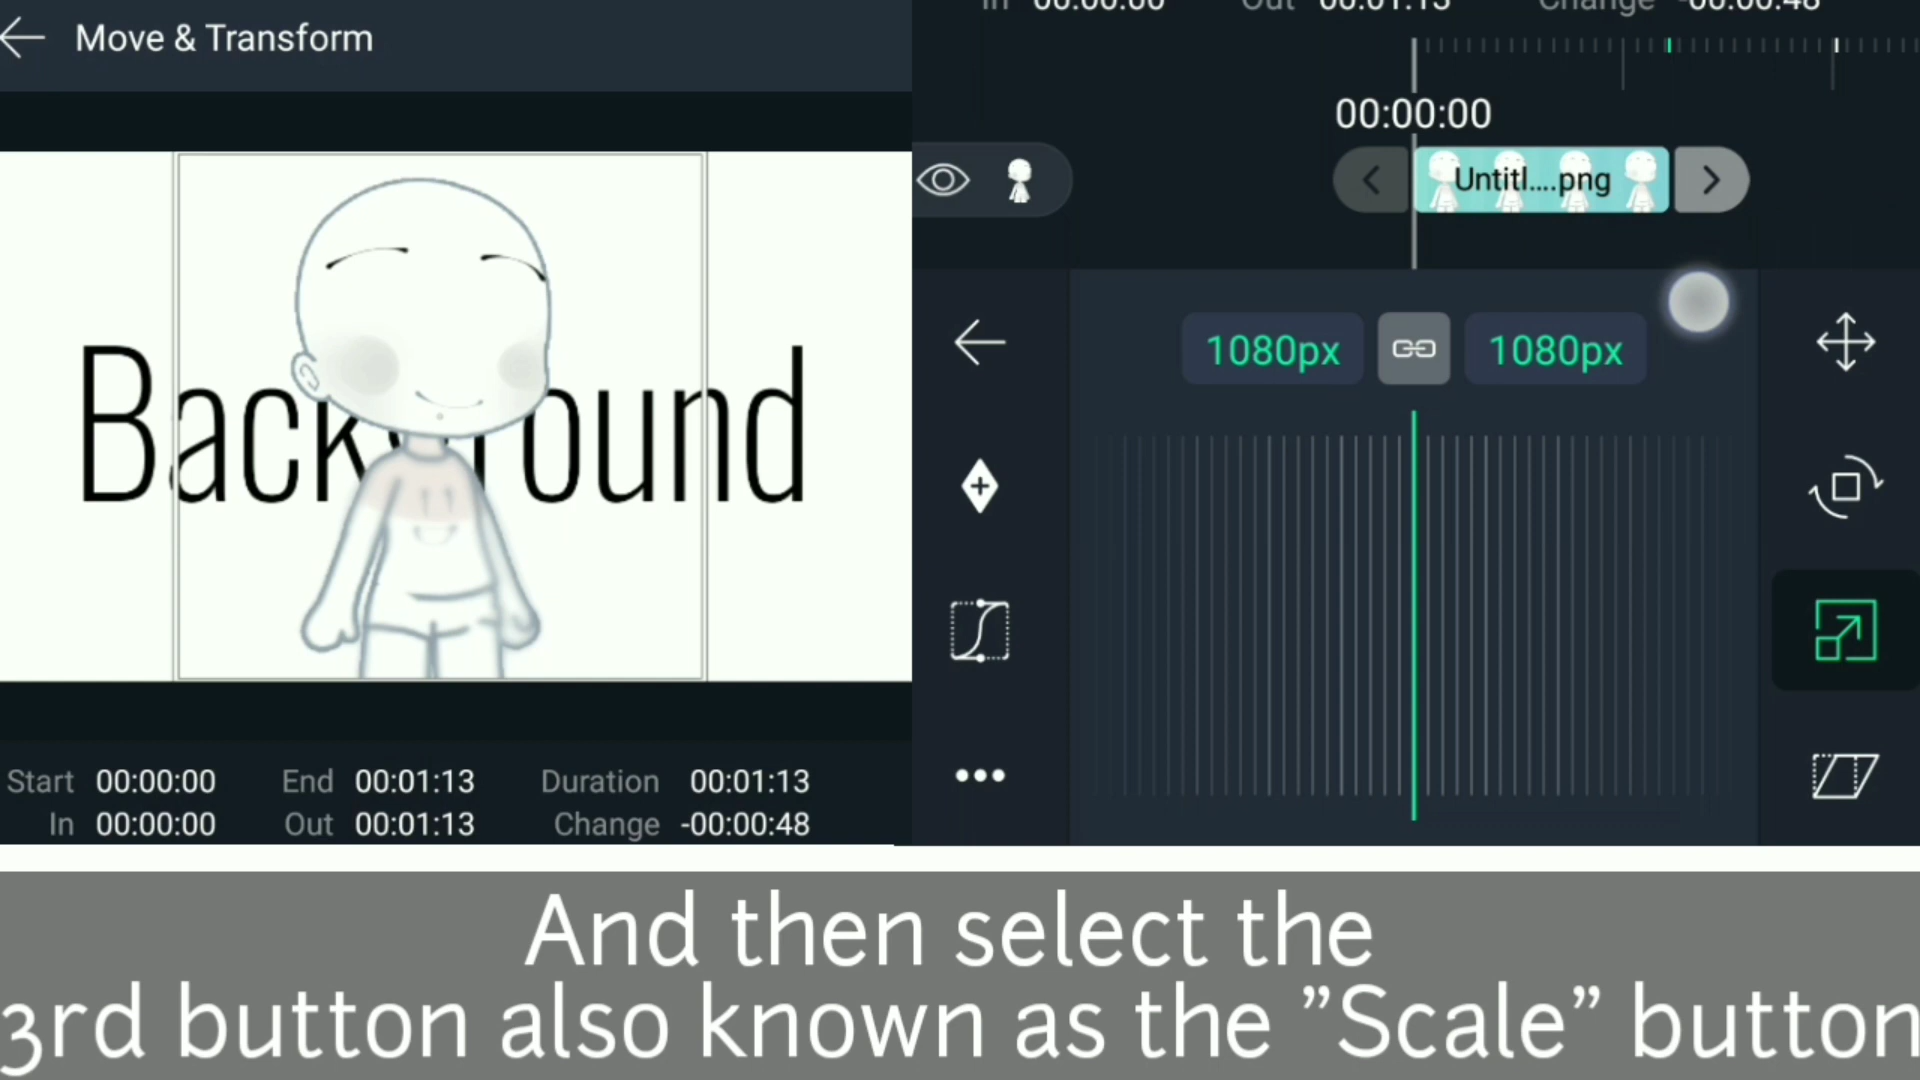 Move & Transform
Background
Start 00:00:00 End 00:01:13 Duration 00:01:13
In 00:00:00 Out 00:01:13 Change -00:00:48
In 00:00:00 Out 00:01:13 Change -00:00:48
00:00:00
Untitl....png
1080px 1080px
And then select the
3rd button also known as the "Scale" button